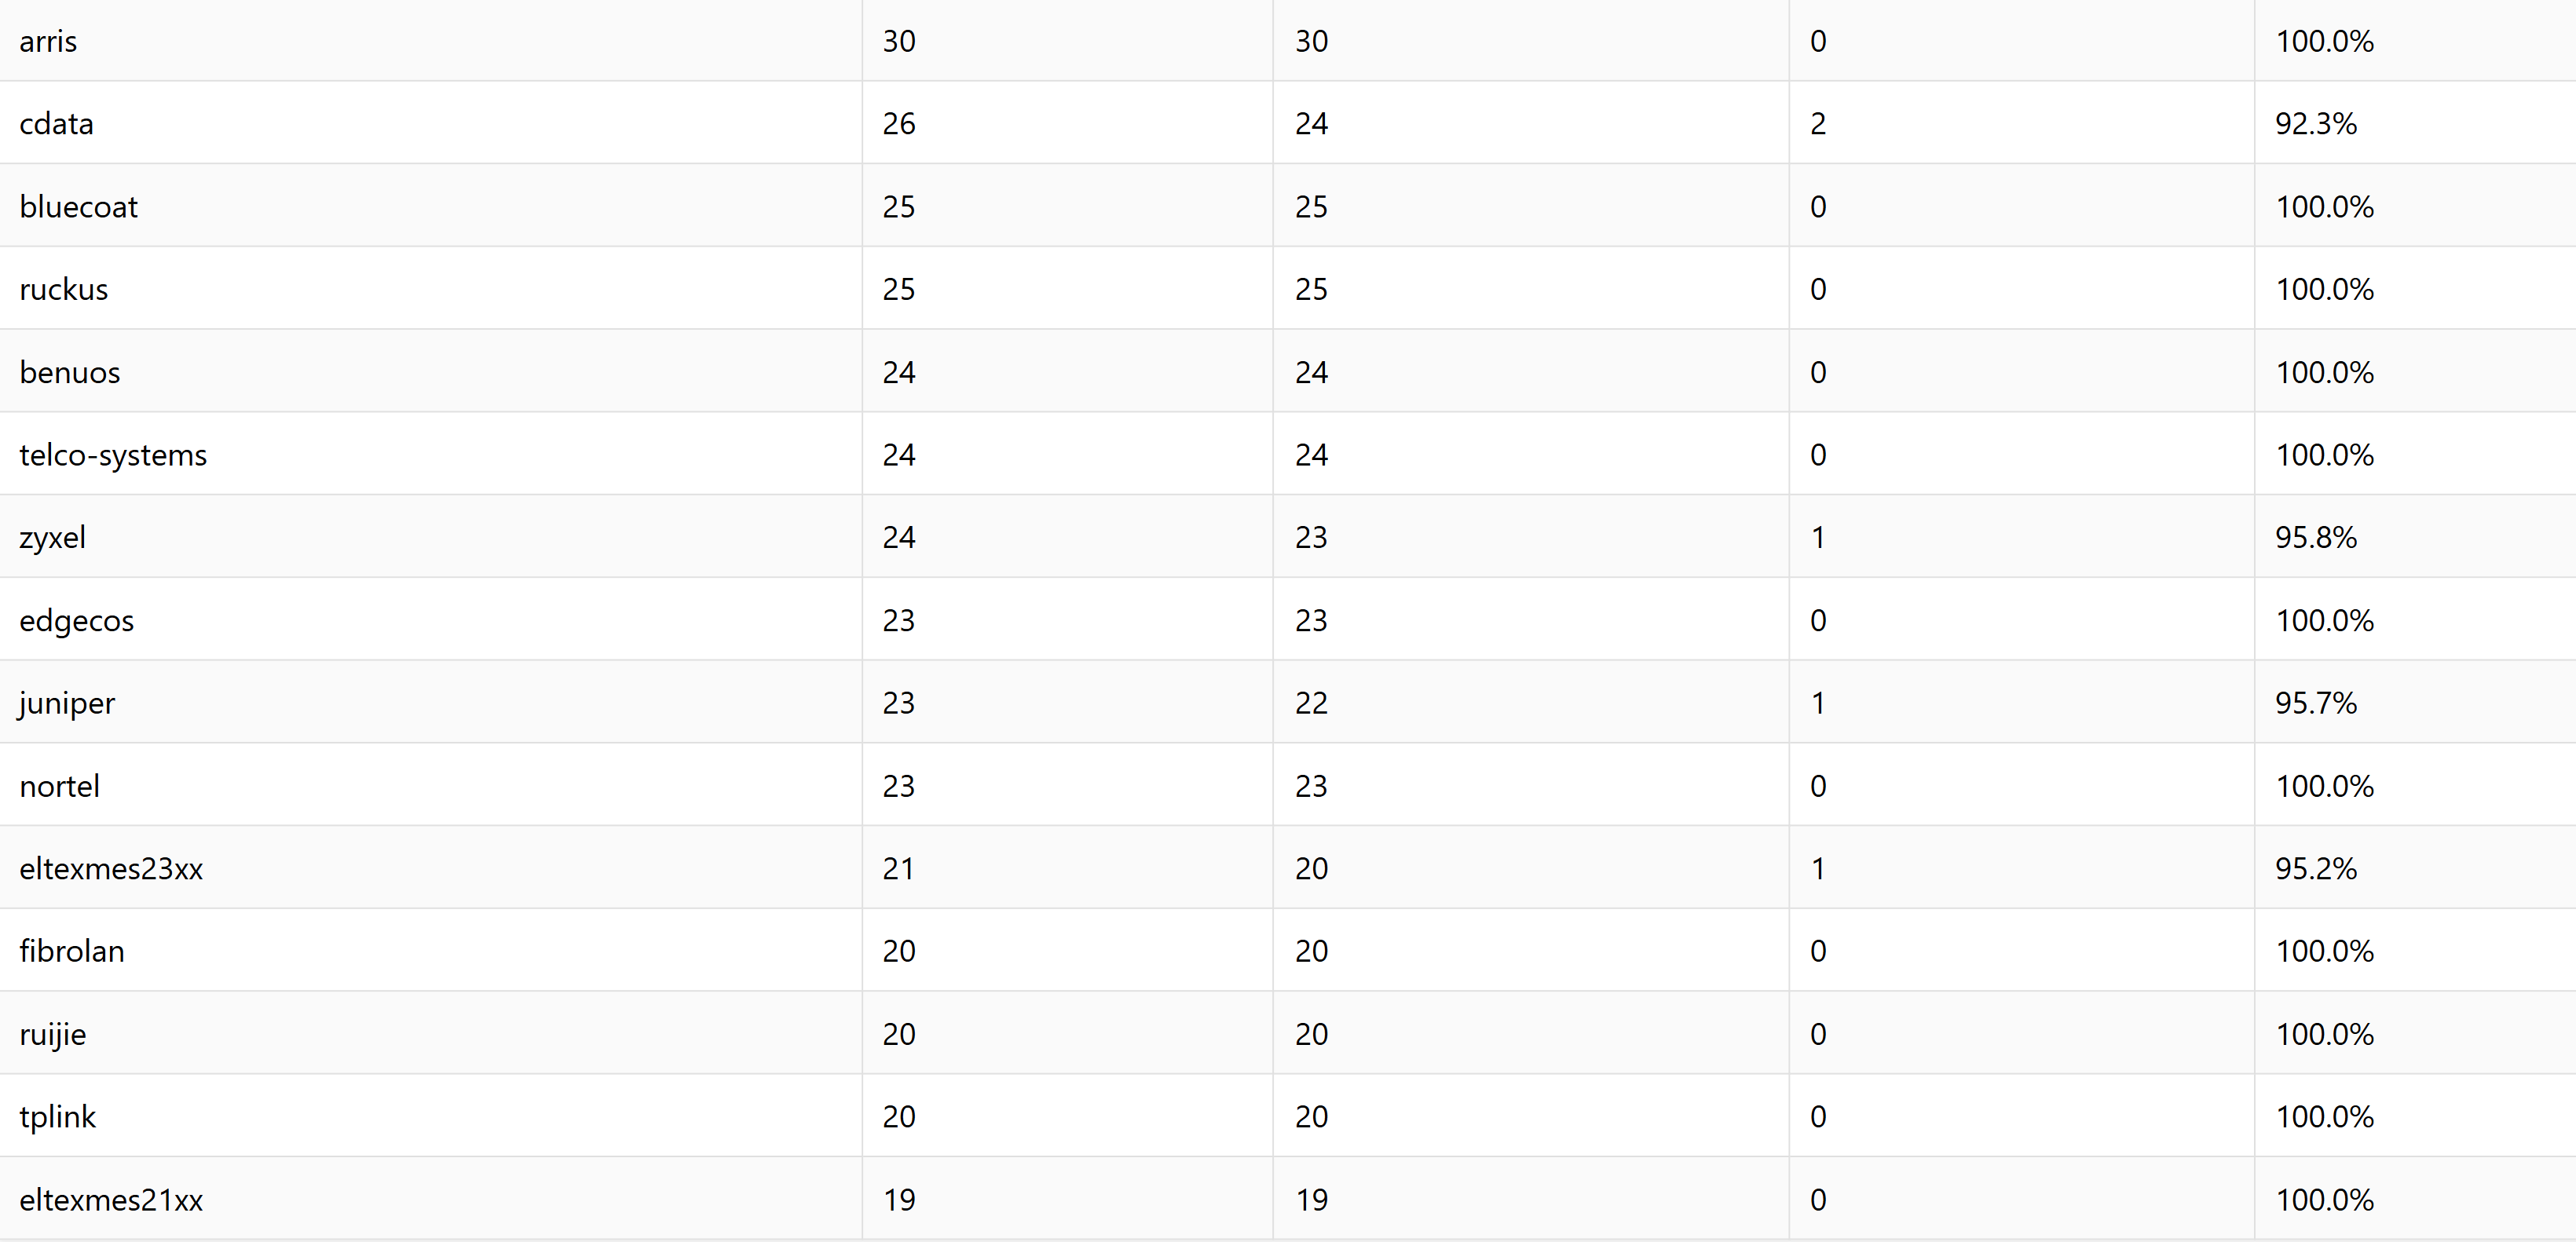 arris 30 30 0 100.0%
cdata 26 24 2 92.3%
bluecoat 25 25 0 100.0%
ruckus 25 25 0 100.0%
benuos 24 24 0 100.0%
telco-systems 24 24 0 100.0%
zyxel 24 23 1 95.8%
edgecos 23 23 0 100.0%
juniper 23 22 1 95.7%
nortel 23 23 0 100.0%
eltexmes23xx 21 20 1 95.2%
fibrolan 20 20 0 100.0%
ruijie 20 20 0 100.0%
tplink 20 20 0 100.0%
eltexmes21xx 19 19 0 100.0%